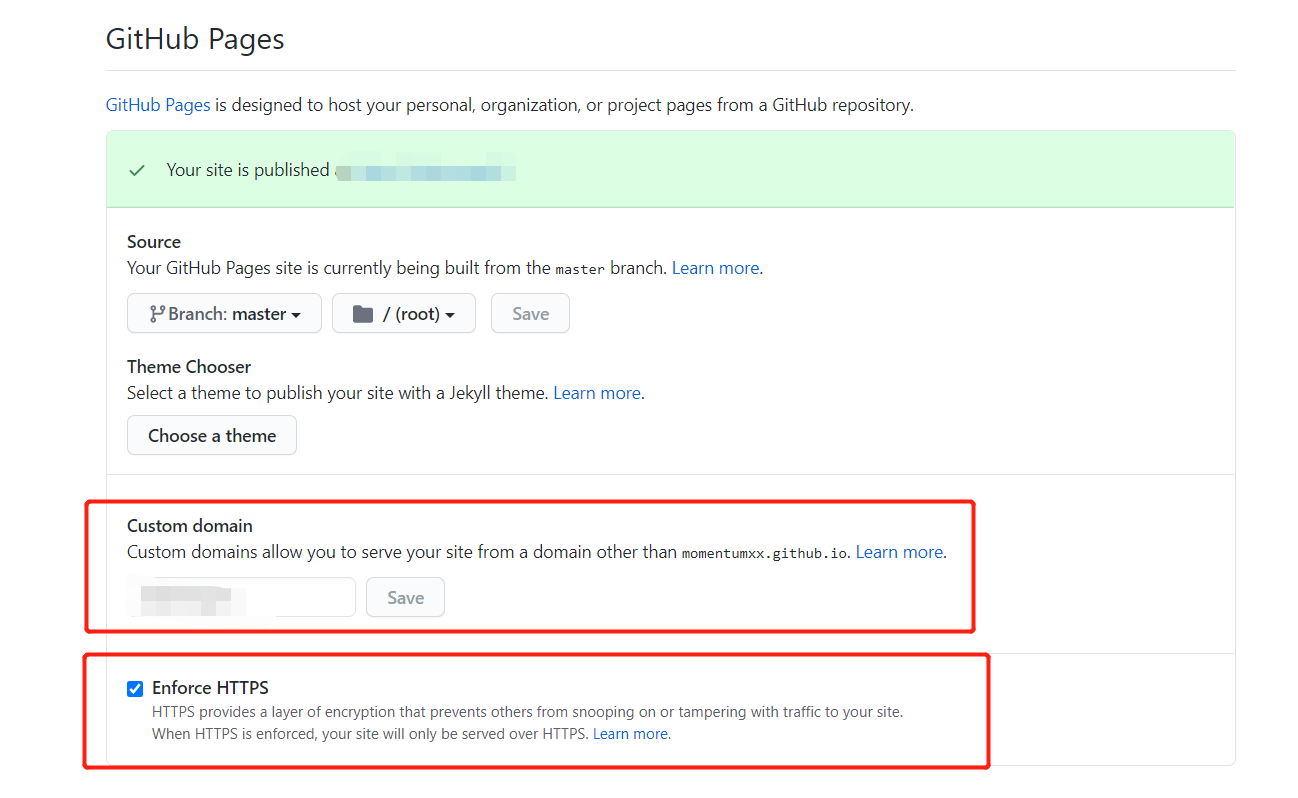 GitHub Pages
GitHub Pages is designed to host your personal, organization, or project pages from a GitHub repository.
Your site is published
Source
Your GitHub Pages site is currently being built from the master branch. Learn more.
Branch: master / (root) Save
Theme Chooser
Select a theme to publish your site with a Jekyll theme. Learn more.
Choose a theme
Custom domain
Custom domains allow you to serve your site from a domain other than momentumxx.github.io. Learn more.
Save
Enforce HTTPS
HTTPS provides a layer of encryption that prevents others from snooping on or tampering with traffic to your site.
When HTTPS is enforced, your site will only be served over HTTPS. Learn more.